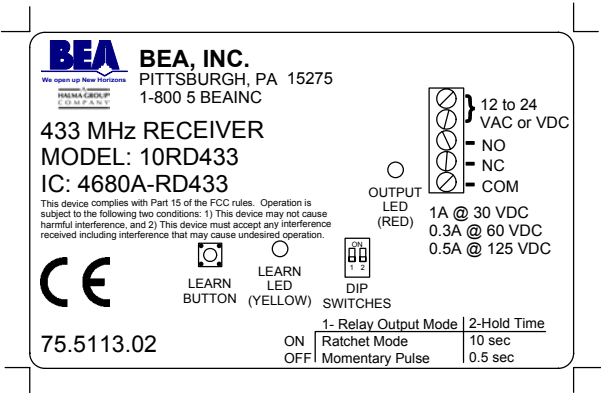 BEA
We open up New Horizons
HALMA GROUP
COMPANY
BEA, INC.
PITTSBURGH, PA 15275
1-800 5 BEAINC
433 MHz RECEIVER
MODEL: 10RD433
IC: 4680A-RD433
This device complies with Part 15 of the FCC rules. Operation is
subject to the following two conditions: 1) This device may not cause
harmful interference, and 2) This device must accept any interference
received including interference that may cause undesired operation.
12 to 24
VAC or VDC
NO
NC
COM
OUTPUT
LED
(RED)
1A @ 30 VDC
0.3A @ 60 VDC
0.5A @ 125 VDC
CE
LEARN
BUTTON
LEARN
LED
(YELLOW)
ON
1 2
DIP
SWITCHES
75.5113.02
1- Relay Output Mode 2-Hold Time
ON Ratchet Mode 10 sec
OFF Momentary Pulse 0.5 sec